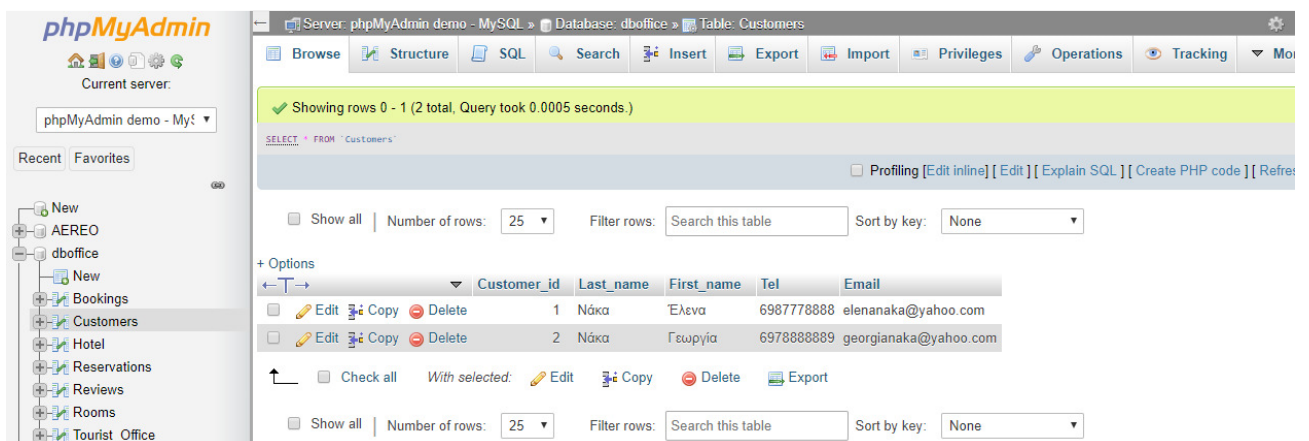 phpMyAdmin
Current server:
phpMyAdmin demo - MyS
Recent Favorites
New
AEREO
dboffice
New
Bookings
Customers
Hotel
Reservations
Reviews
Rooms
Tourist_Office
Server: phpMyAdmin demo - MySQL » Database: dboffice » Table: Customers
Browse Structure SQL Search Insert Export Import Privileges Operations Tracking Mor
Showing rows 0 - 1 (2 total, Query took 0.0005 seconds.)
SELECT * FROM `Customers`
Profiling [Edit inline] [ Edit ] [ Explain SQL ] [ Create PHP code ] [ Refres
Show all | Number of rows: 25 Filter rows: Search this table Sort by key: None
+ Options
←T→ Customer_id Last_name First_name Tel Email
Edit Copy Delete 1 Νάκα Έλενα 6987778888 elenanaka@yahoo.com
Edit Copy Delete 2 Νάκα Γεωργία 6978888889 georgianaka@yahoo.com
Check all With selected: Edit Copy Delete Export
Show all | Number of rows: 25 Filter rows: Search this table Sort by key: None